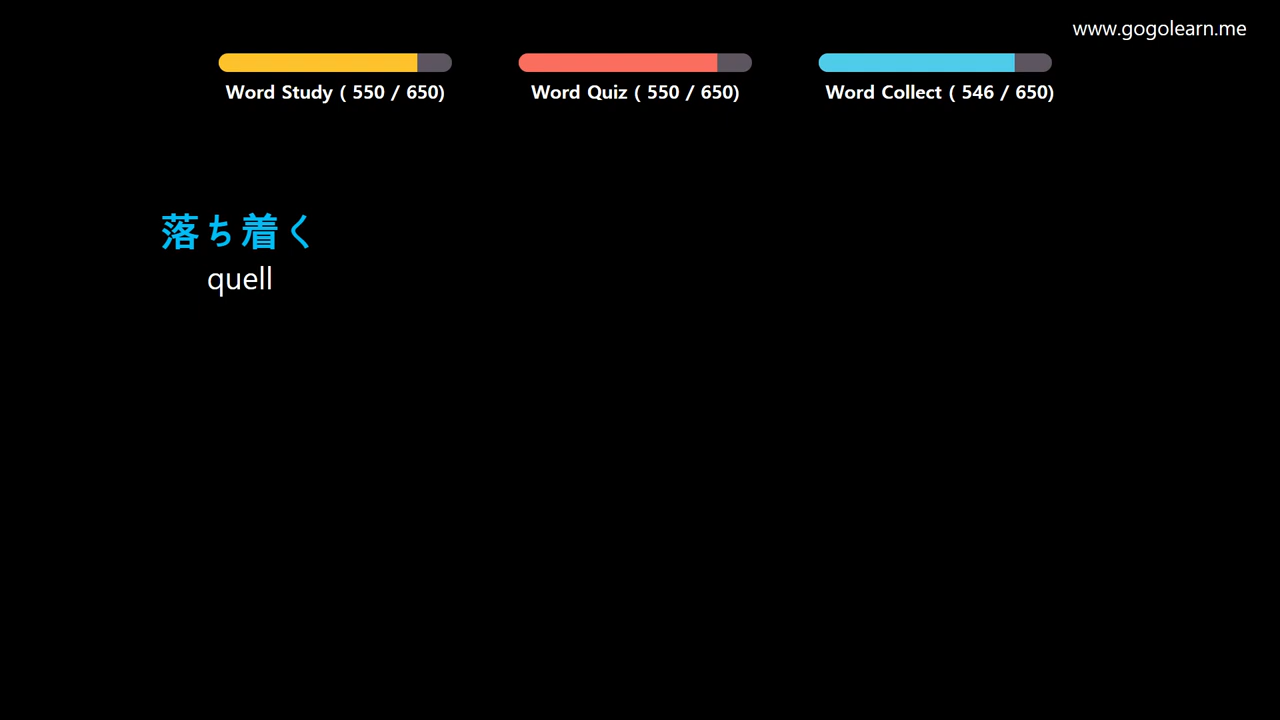 www.gogolearn.me
Word Study ( 550 / 650)
Word Quiz ( 550 / 650)
Word Collect ( 546 / 650)
落ち着く
quell